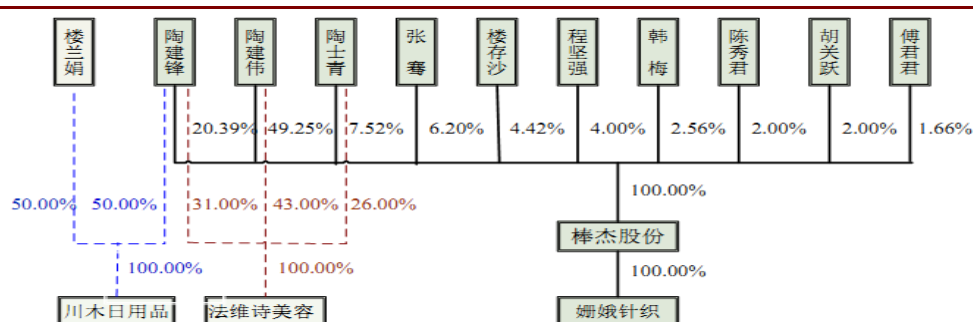 楼兰娟 陶建锋 陶建伟 陶士青 张骞 楼存沙 程坚强 韩梅 陈秀君 胡关跃 傅君君
20.39% 49.25% 7.52% 6.20% 4.42% 4.00% 2.56% 2.00% 2.00% 1.66%
50.00% 50.00% 31.00% 43.00% 26.00% 100.00%
棒杰股份
100.00% 100.00% 100.00%
川木日用品 法维诗美容 姗娥针织